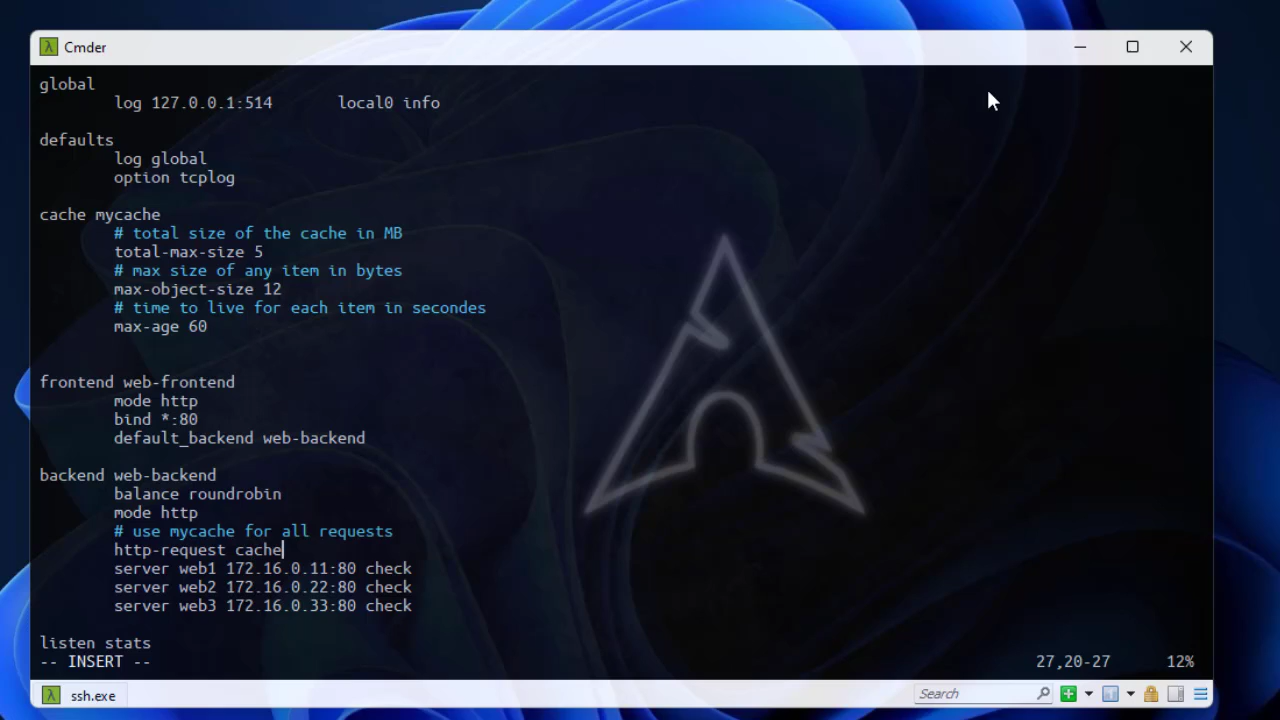 λ Cmder
global
log 127.0.0.1:514 local0 info
defaults
log global
option tcplog
cache mycache
# total size of the cache in MB
total-max-size 5
# max size of any item in bytes
max-object-size 12
# time to live for each item in secondes
max-age 60
frontend web-frontend
mode http
bind *:80
default_backend web-backend
backend web-backend
balance roundrobin
mode http
# use mycache for all requests
http-request cache
server web1 172.16.0.11:80 check
server web2 172.16.0.22:80 check
server web3 172.16.0.33:80 check
listen stats
-- INSERT -- 27,20-27 12%
λ ssh.exe Search